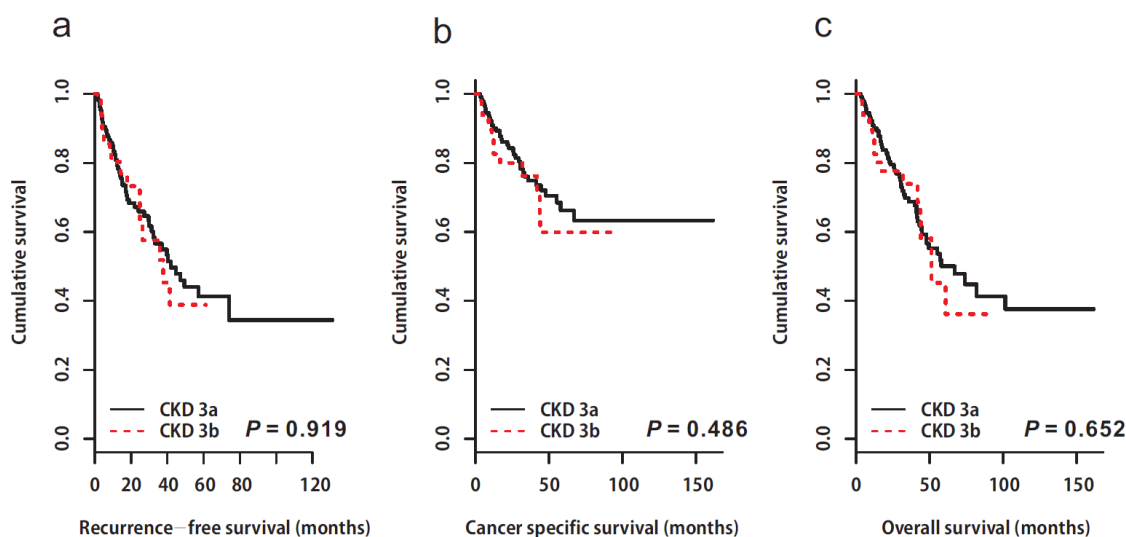 a
Cumulative survival
1.0
0.8
0.6
0.4
0.2
0.0
CKD 3a
CKD 3b
P = 0.919
0 20 40 60 80 120
Recurrence–free survival (months)
b
Cumulative survival
1.0
0.8
0.6
0.4
0.2
0.0
CKD 3a
CKD 3b
P = 0.486
0 50 100 150
Cancer specific survival (months)
c
Cumulative survival
1.0
0.8
0.6
0.4
0.2
0.0
CKD 3a
CKD 3b
P = 0.652
0 50 100 150
Overall survival (months)